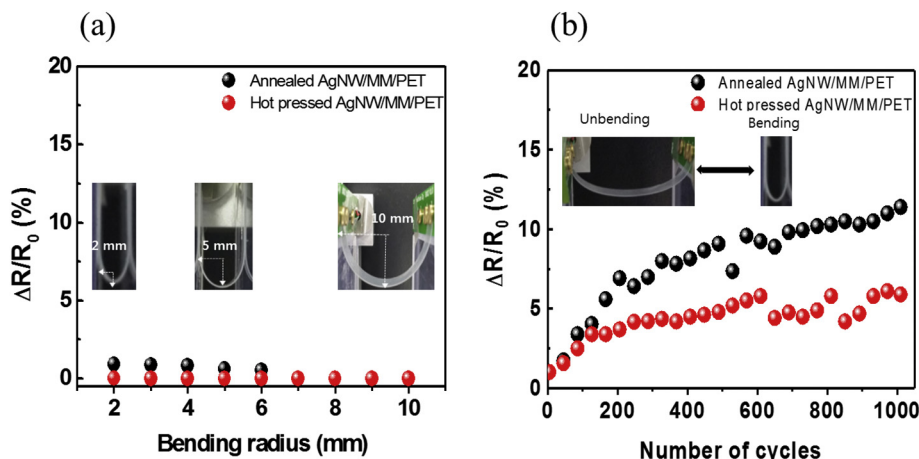 (a)
20
15
10
5
0
ΔR/R0 (%)
Annealed AgNW/MM/PET
Hot pressed AgNW/MM/PET
2 mm
5 mm
10 mm
2 4 6 8 10
Bending radius (mm)
(b)
20
15
10
5
0
ΔR/R0 (%)
Annealed AgNW/MM/PET
Hot pressed AgNW/MM/PET
Unbending
Bending
0 200 400 600 800 1000
Number of cycles